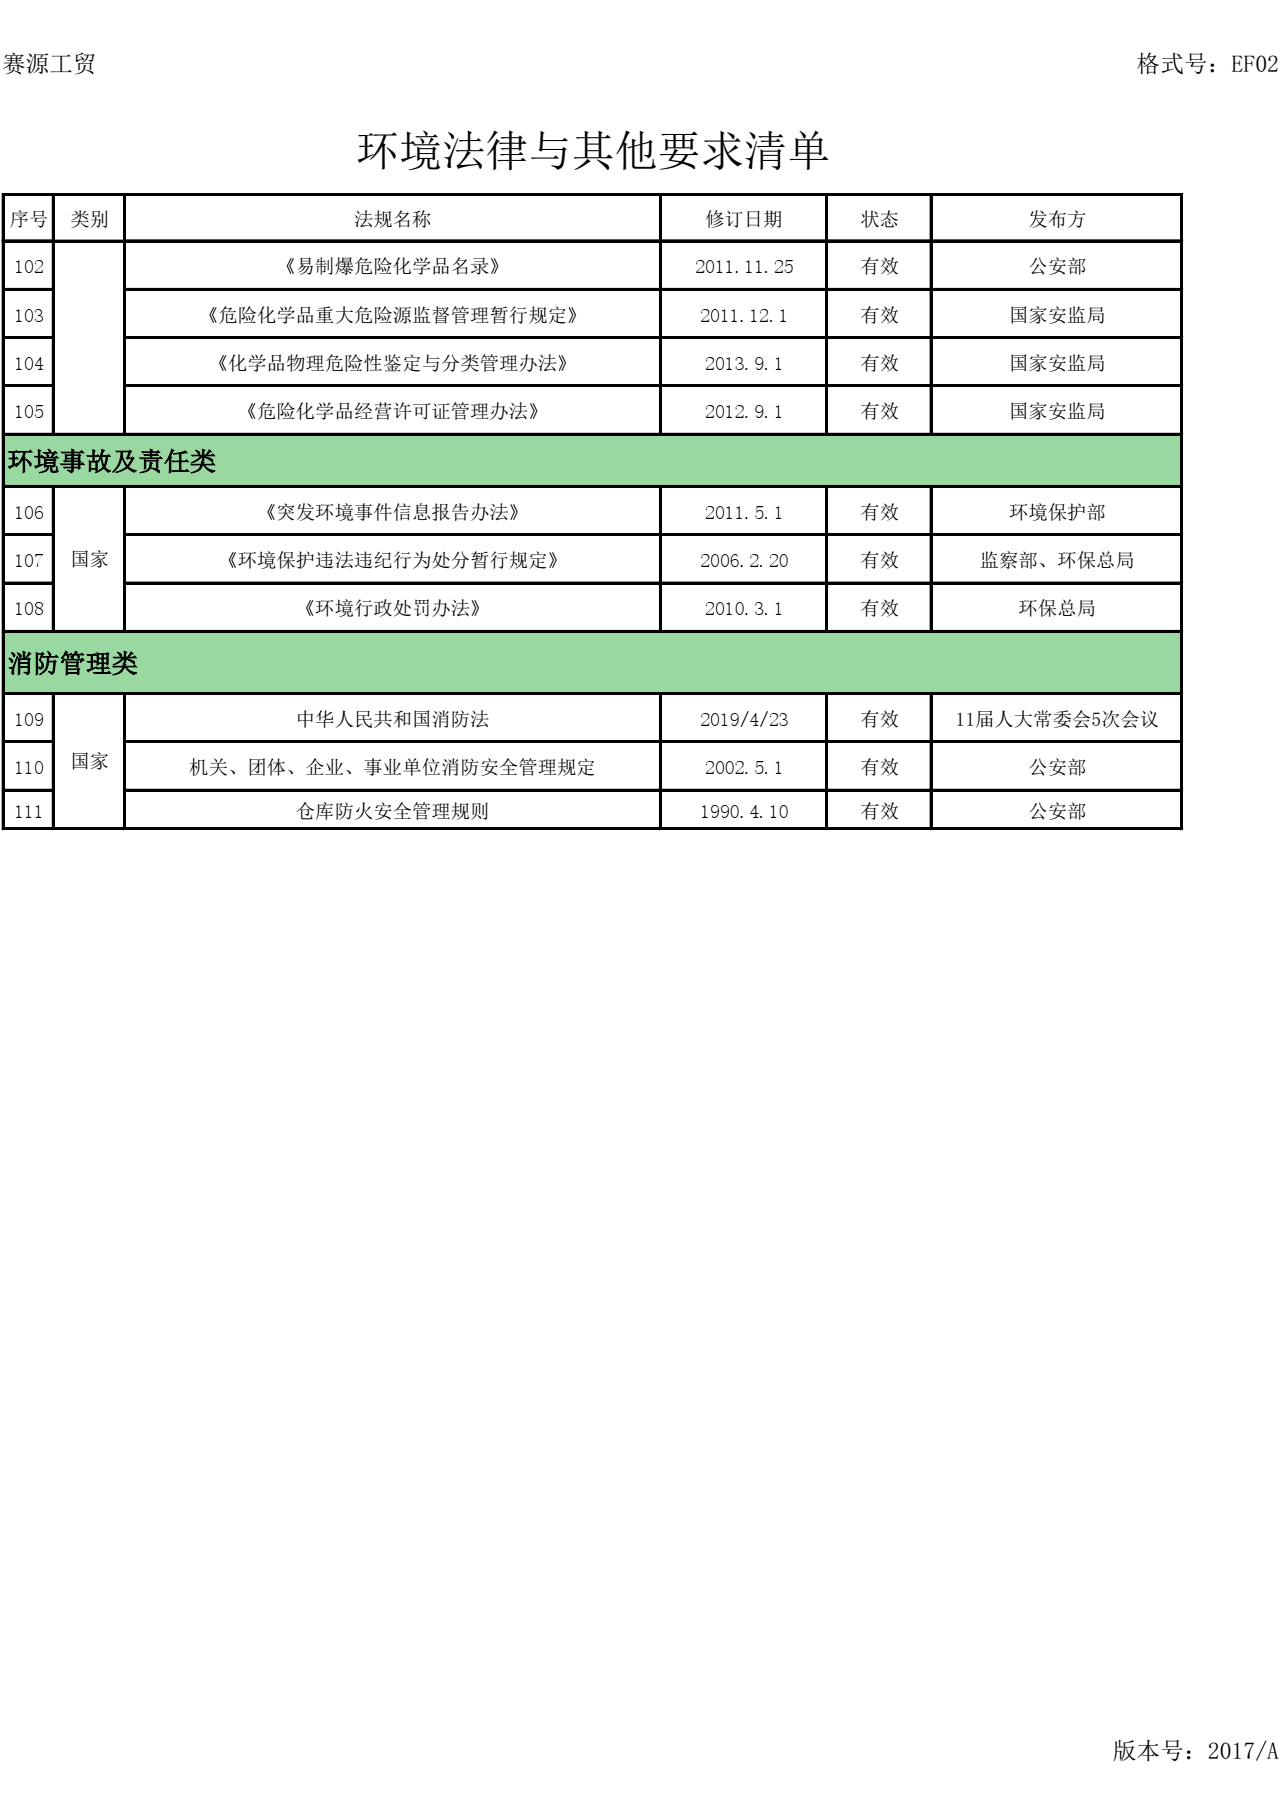 赛源工贸 格式号：EF02
环境法律与其他要求清单
序号 类别 法规名称 修订日期 状态 发布方
102 《易制爆危险化学品名录》 2011.11.25 有效 公安部
103 《危险化学品重大危险源监督管理暂行规定》 2011.12.1 有效 国家安监局
104 《化学品物理危险性鉴定与分类管理办法》 2013.9.1 有效 国家安监局
105 《危险化学品经营许可证管理办法》 2012.9.1 有效 国家安监局
环境事故及责任类
106 《突发环境事件信息报告办法》 2011.5.1 有效 环境保护部
107 国家 《环境保护违法违纪行为处分暂行规定》 2006.2.20 有效 监察部、环保总局
108 《环境行政处罚办法》 2010.3.1 有效 环保总局
消防管理类
109 中华人民共和国消防法 2019/4/23 有效 11届人大常委会5次会议
110 国家 机关、团体、企业、事业单位消防安全管理规定 2002.5.1 有效 公安部
111 仓库防火安全管理规则 1990.4.10 有效 公安部
版本号：2017/A